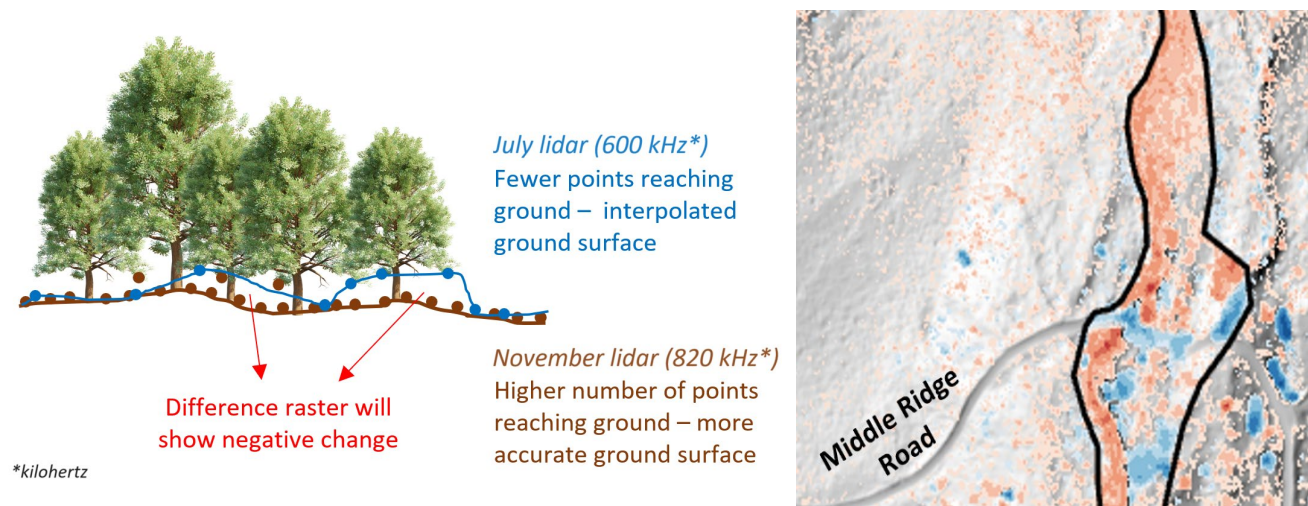 July lidar (600 kHz*)
Fewer points reaching
ground – interpolated
ground surface
November lidar (820 kHz*)
Higher number of points
reaching ground – more
accurate ground surface
Difference raster will
show negative change
*kilohertz
Middle Ridge
Road